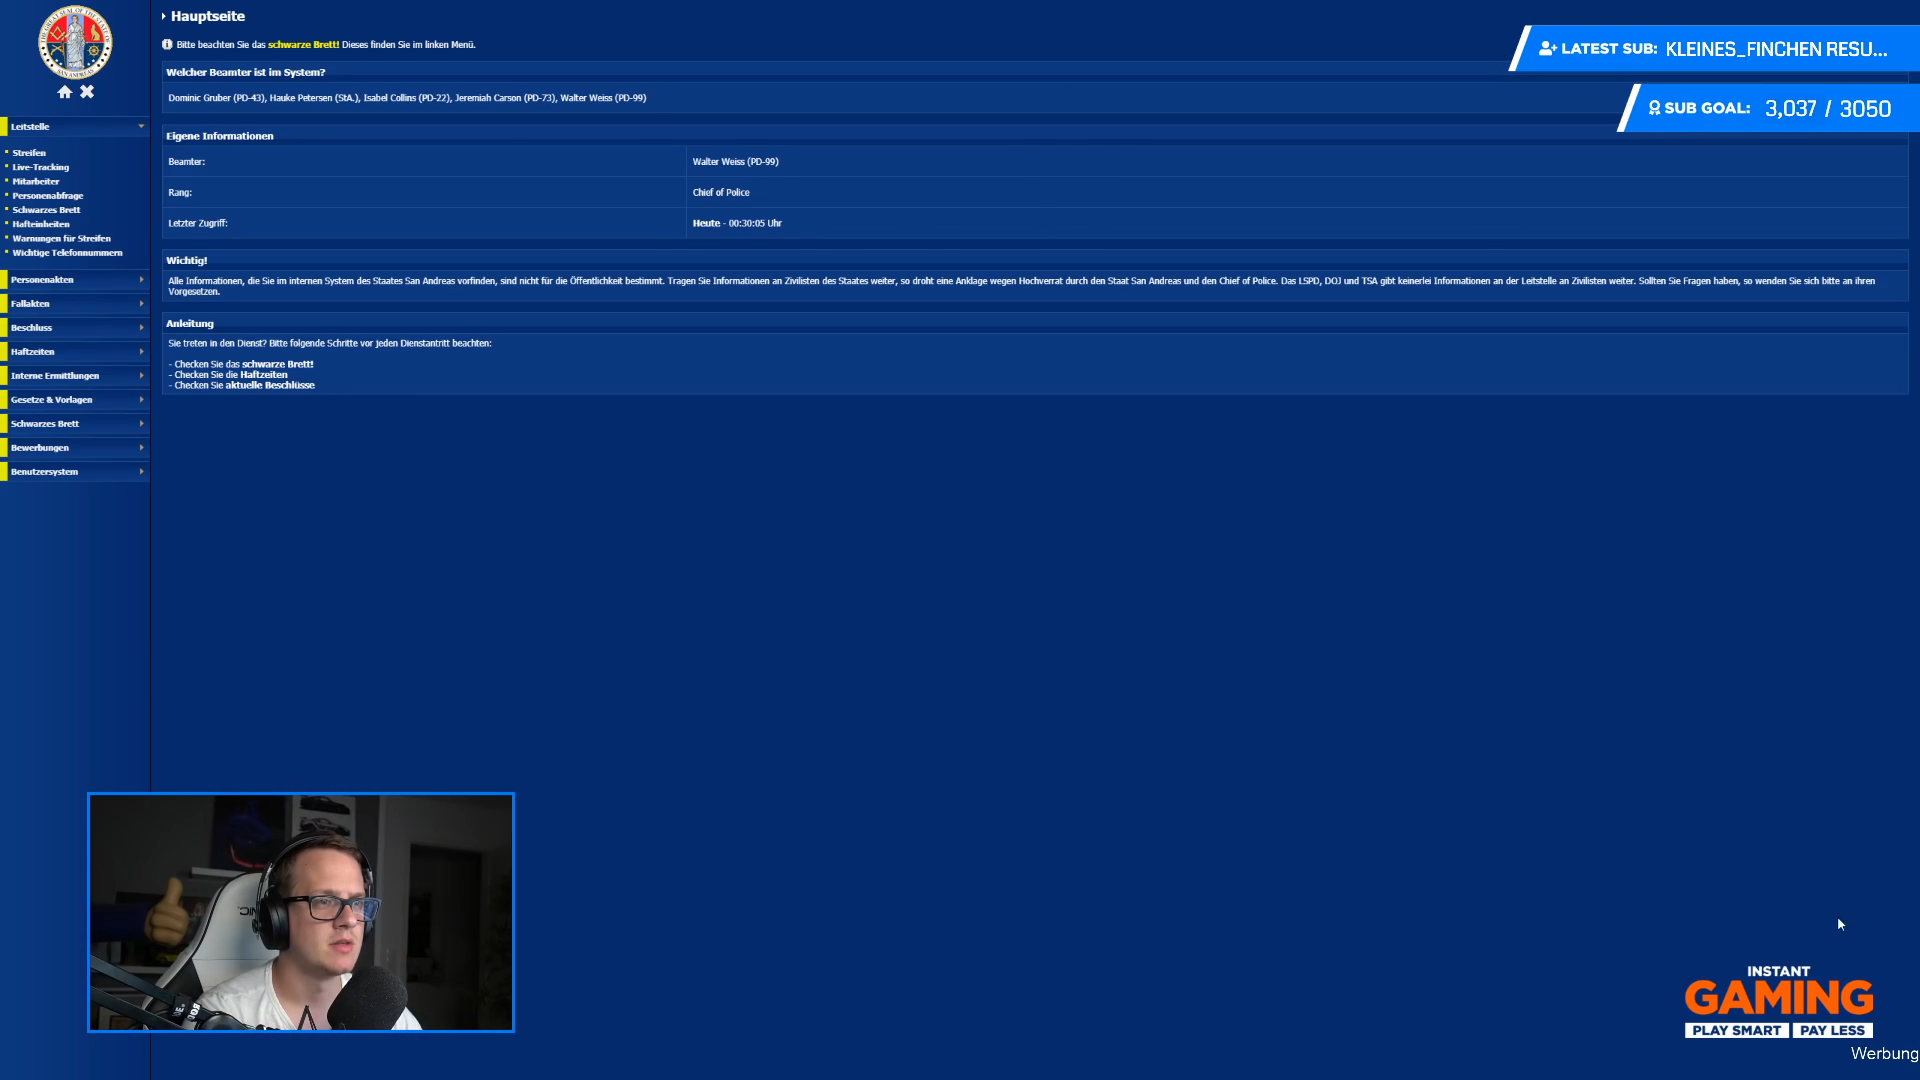 Hauptseite
Bitte beachten Sie das schwarze Brett! Dieses finden Sie im linken Menü.
LATEST SUB: KLEINES_FINCHEN RESU...
Welcher Beamter ist im System?
Dominic Gruber (PD-43), Hauke Petersen (StA.), Isabel Collins (PD-22), Jeremiah Carson (PD-73), Walter Weiss (PD-99)
SUB GOAL: 3,037 / 3050
Leitstelle
Streifen
Live-Tracking
Mitarbeiter
Personenabfrage
Schwarzes Brett
Hafteinheiten
Warnungen für Streifen
Wichtige Telefonnummern
Personenakten
Fallakten
Beschluss
Haftzeiten
Interne Ermittlungen
Gesetze & Vorlagen
Schwarzes Brett
Bewerbungen
Benutzersystem
Eigene Informationen
Beamter: Walter Weiss (PD-99)
Rang: Chief of Police
Letzter Zugriff: Heute - 00:30:05 Uhr
Wichtig!
Alle Informationen, die Sie im internen System des Staates San Andreas vorfinden, sind nicht für die Öffentlichkeit bestimmt. Tragen Sie Informationen an Zivilisten des Staates weiter, so droht eine Anklage wegen Hochverrat durch den Staat San Andreas und den Chief of Police. Das LSPD, DOJ und TSA gibt keinerlei Informationen an der Leitstelle an Zivilisten weiter. Sollten Sie Fragen haben, so wenden Sie sich bitte an ihren
Vorgesetzen.
Anleitung
Sie treten in den Dienst? Bitte folgende Schritte vor jeden Dienstantritt beachten:
- Checken Sie das schwarze Brett!
- Checken Sie die Haftzeiten
- Checken Sie aktuelle Beschlüsse
INSTANT
GAMING
PLAY SMART PAY LESS
Werbung